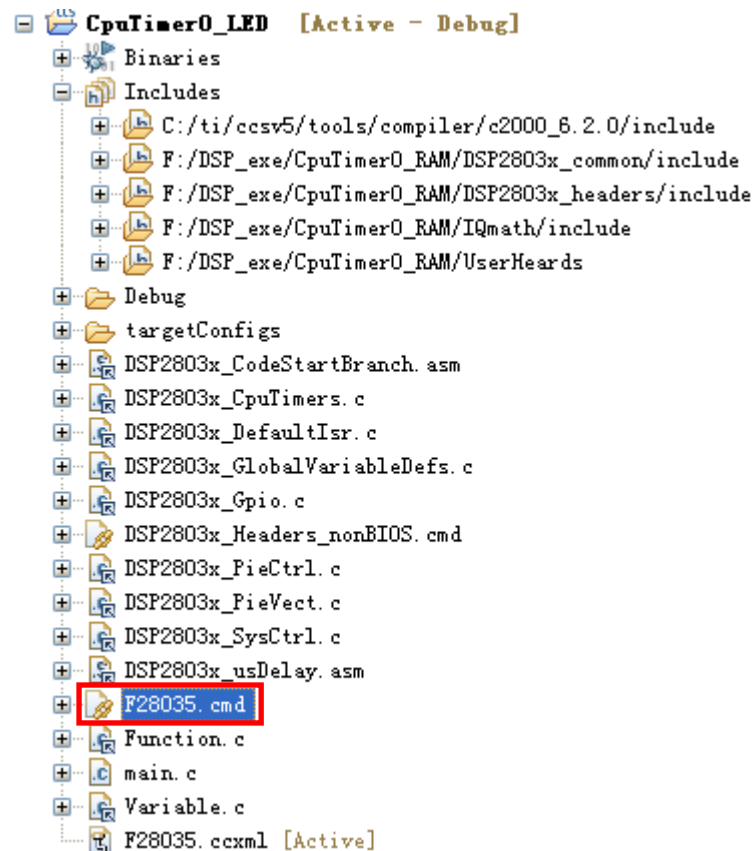 CpuTimer0_LED [Active - Debug]
Binaries
Includes
C:/ti/ccsv5/tools/compiler/c2000_6.2.0/include
F:/DSP_exe/CpuTimer0_RAM/DSP2803x_common/include
F:/DSP_exe/CpuTimer0_RAM/DSP2803x_headers/include
F:/DSP_exe/CpuTimer0_RAM/IQmath/include
F:/DSP_exe/CpuTimer0_RAM/UserHeards
Debug
targetConfigs
DSP2803x_CodeStartBranch.asm
DSP2803x_CpuTimers.c
DSP2803x_DefaultIsr.c
DSP2803x_GlobalVariableDefs.c
DSP2803x_Gpio.c
DSP2803x_Headers_nonBIOS.cmd
DSP2803x_PieCtrl.c
DSP2803x_PieVect.c
DSP2803x_SysCtrl.c
DSP2803x_usDelay.asm
F28035.cmd
Function.c
main.c
Variable.c
F28035.ccxml [Active]